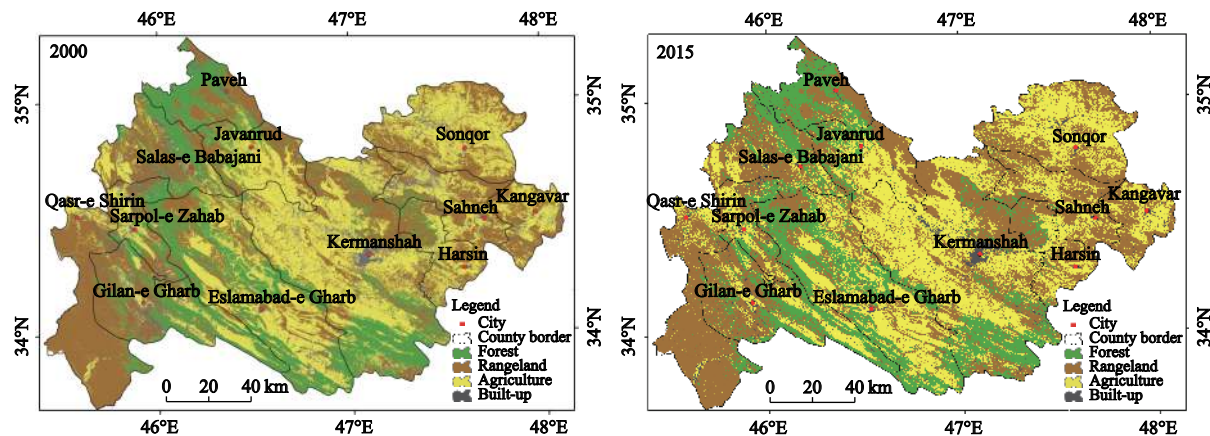 46°E 47°E 48°E
2000
35°N
Paveh
Javanrud
Sonqor
Salas-e Babajani
Kangavar
Qasr-e Shirin
Sahneh
Sarpol-e Zahab
Kermanshah
Harsin
Gilan-e Gharb
Eslamabad-e Gharb
34°N
Legend
City
County border
Forest
Rangeland
Agriculture
Built-up
0 20 40 km
46°E 47°E 48°E
46°E 47°E 48°E
2015
35°N 35°N
Paveh
Javanrud
Sonqor
Salas-e Babajani
Kangavar
Qasr-e Shirin
Sahneh
Sarpol-e Zahab
Kermanshah
Harsin
Gilan-e Gharb
Eslamabad-e Gharb
34°N 34°N
Legend
City
County border
Forest
Rangeland
Agriculture
Built-up
0 20 40 km
46°E 47°E 48°E